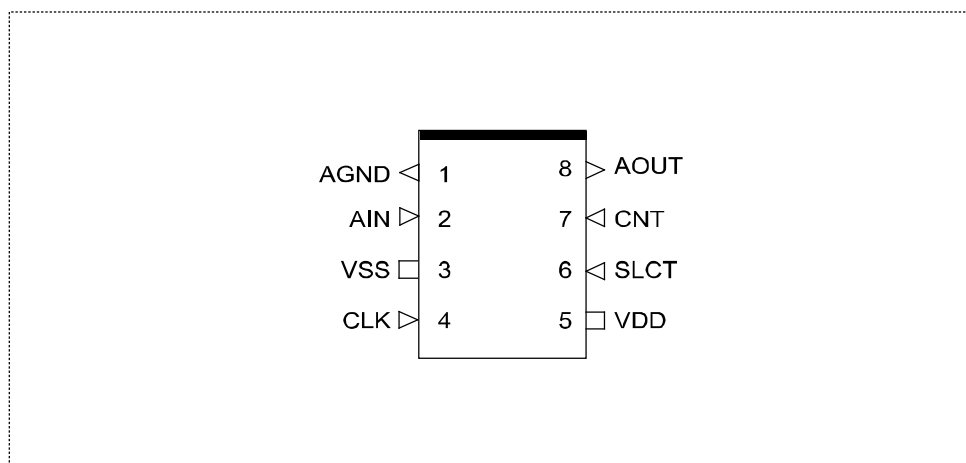 AGND 1 8 AOUT
AIN 2 7 CNT
VSS 3 6 SLCT
CLK 4 5 VDD